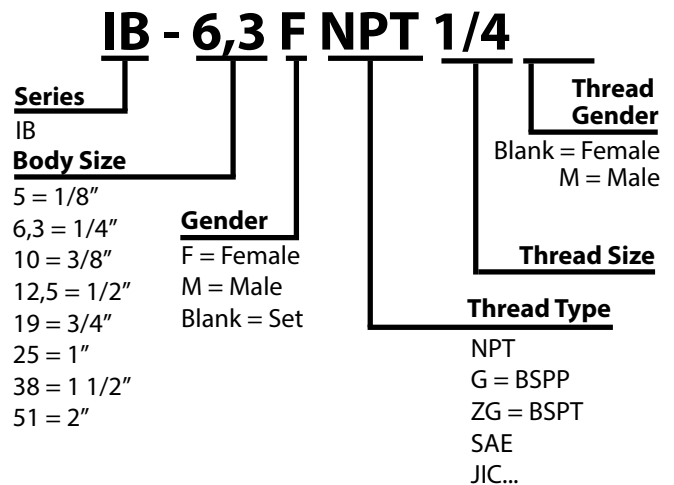 IB - 6,3 F NPT 1/4
Series
IB
Body Size
5 = 1/8”
6,3 = 1/4”
10 = 3/8”
12,5 = 1/2”
19 = 3/4”
25 = 1”
38 = 1 1/2”
51 = 2”
Gender
F = Female
M = Male
Blank = Set
Thread
Gender
Blank = Female
M = Male
Thread Size
Thread Type
NPT
G = BSPP
ZG = BSPT
SAE
JIC...